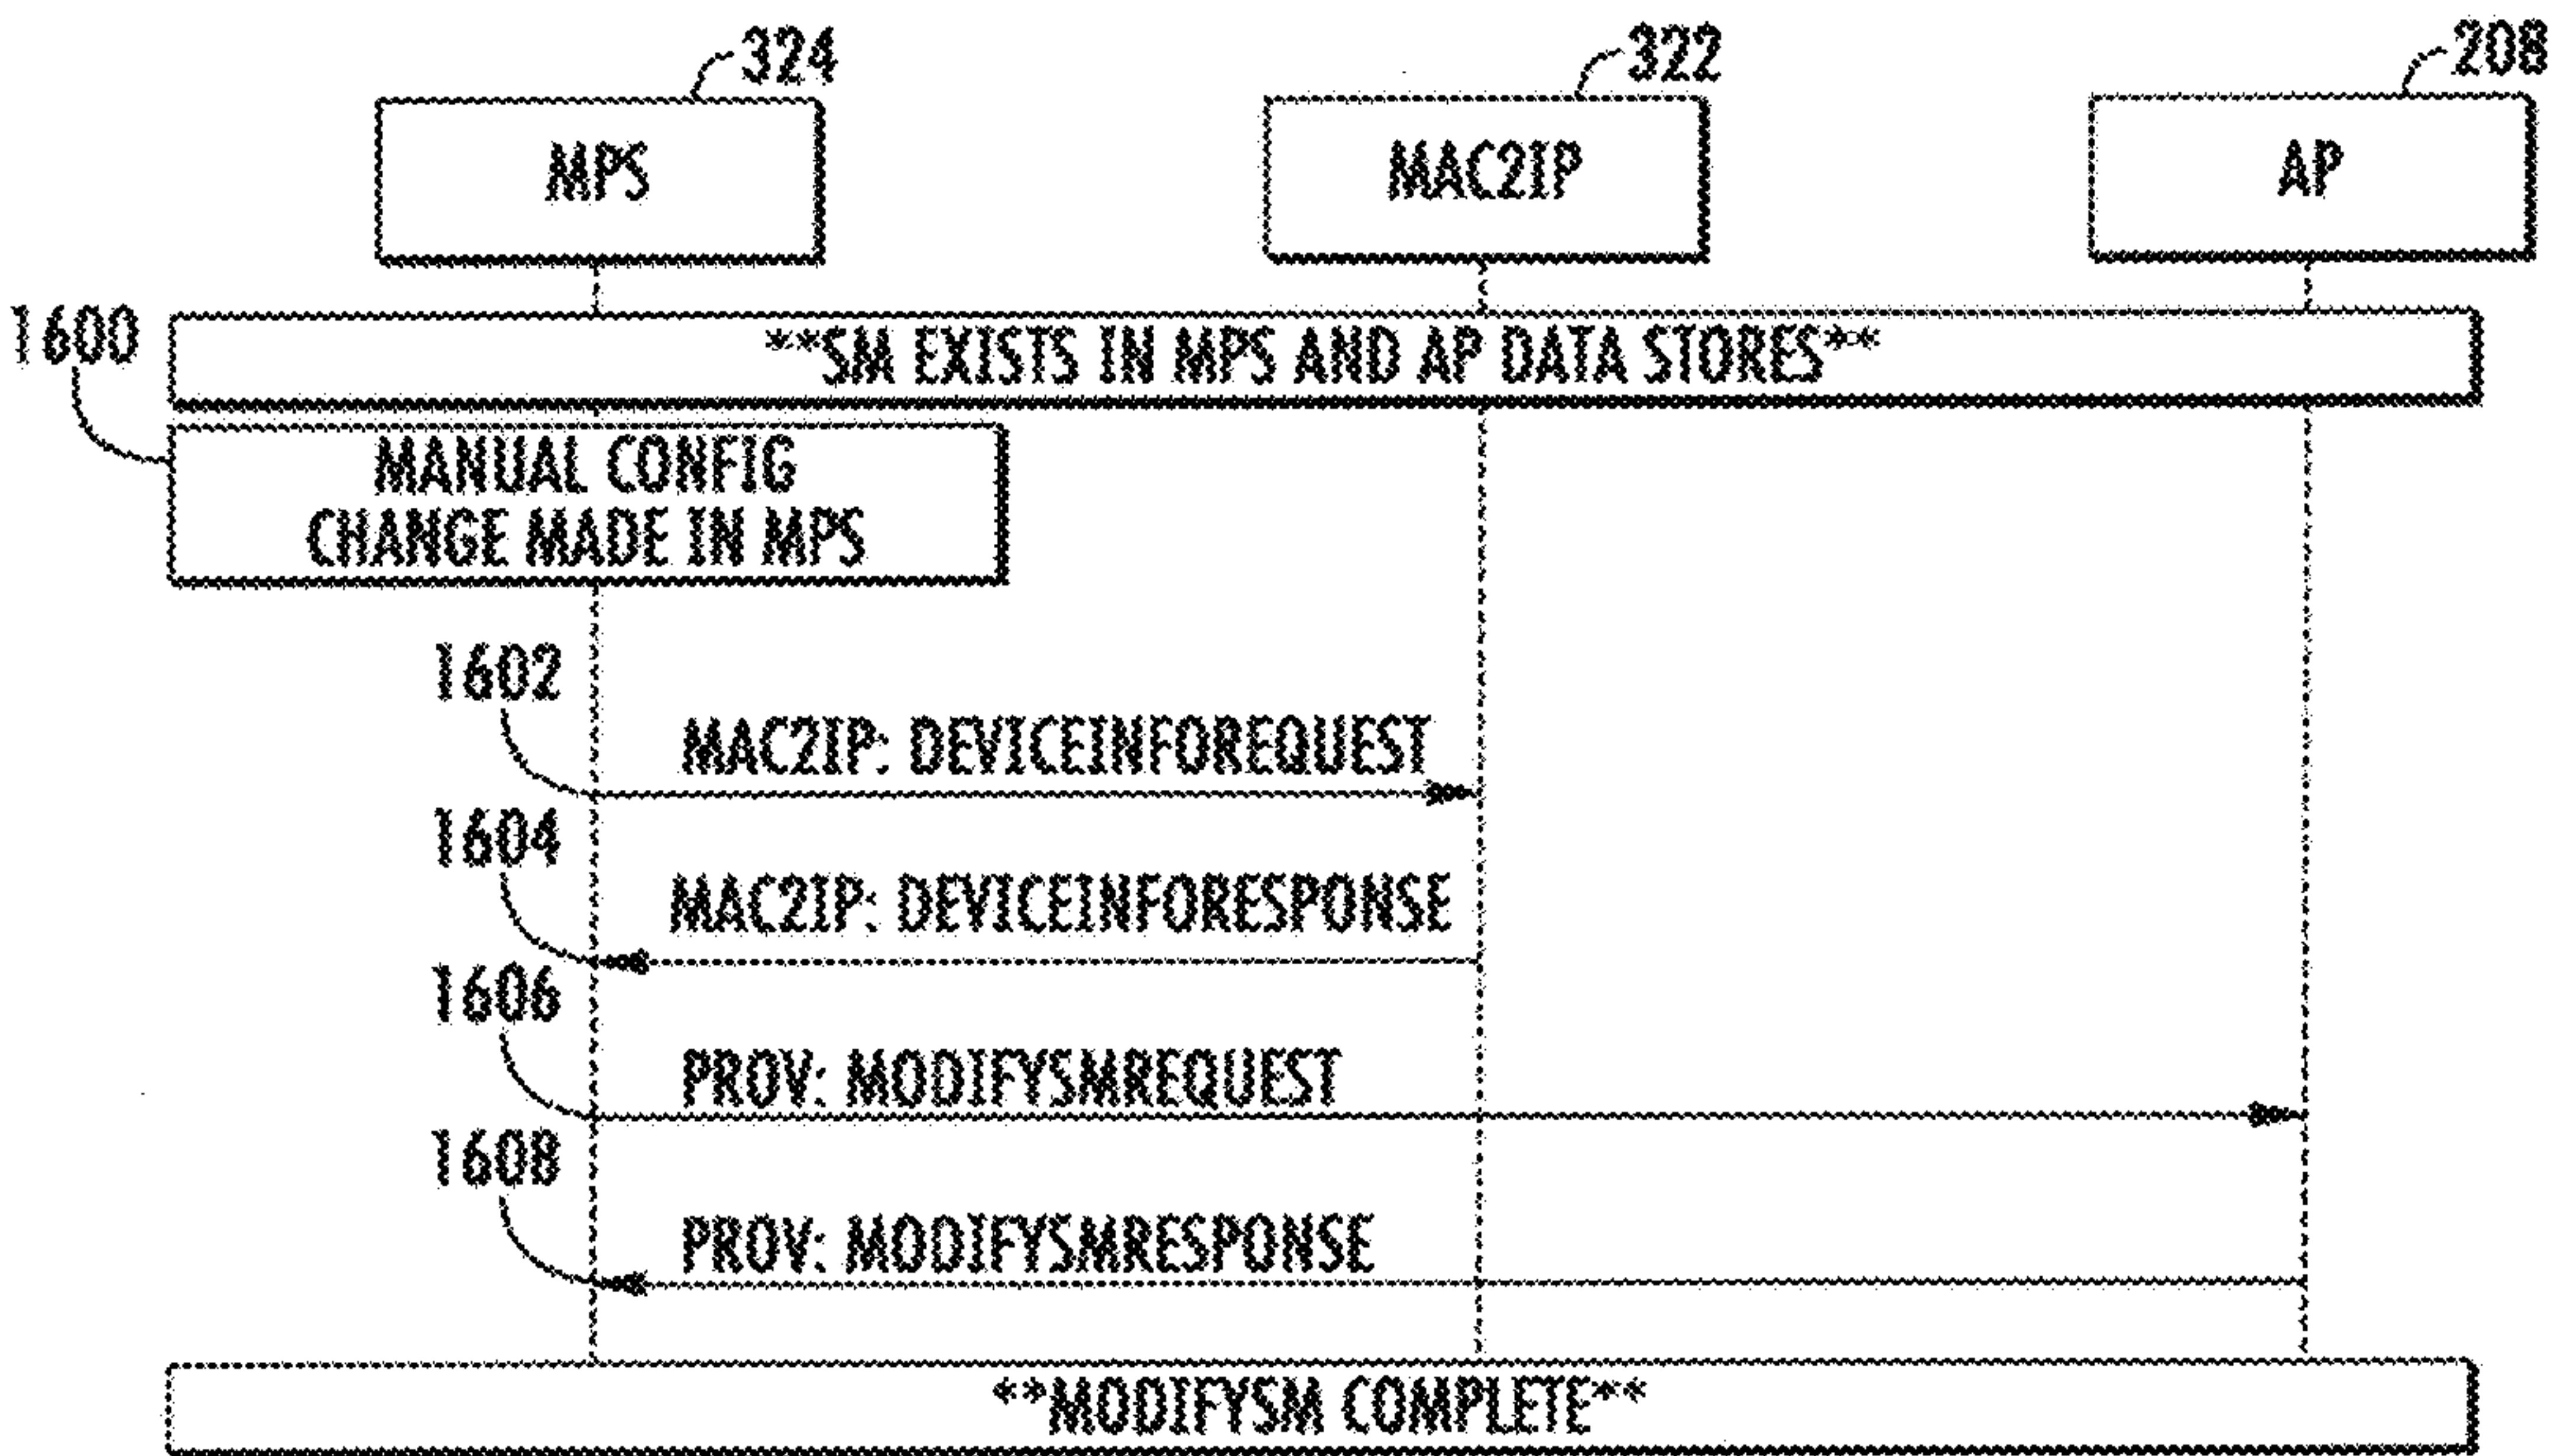 324
322
208
MPS
MAC2IP
AP
1600
**SM EXISTS IN MPS AND AP DATA STORES**
MANUAL CONFIG
CHANGE MADE IN MPS
1602
MAC2IP: DEVICEINFOREQUEST
1604
MAC2IP: DEVICEINFORESPONSE
1606
PROV: MODIFYSMREQUEST
1608
PROV: MODIFYSMRESPONSE
**MODIFYSM COMPLETE**